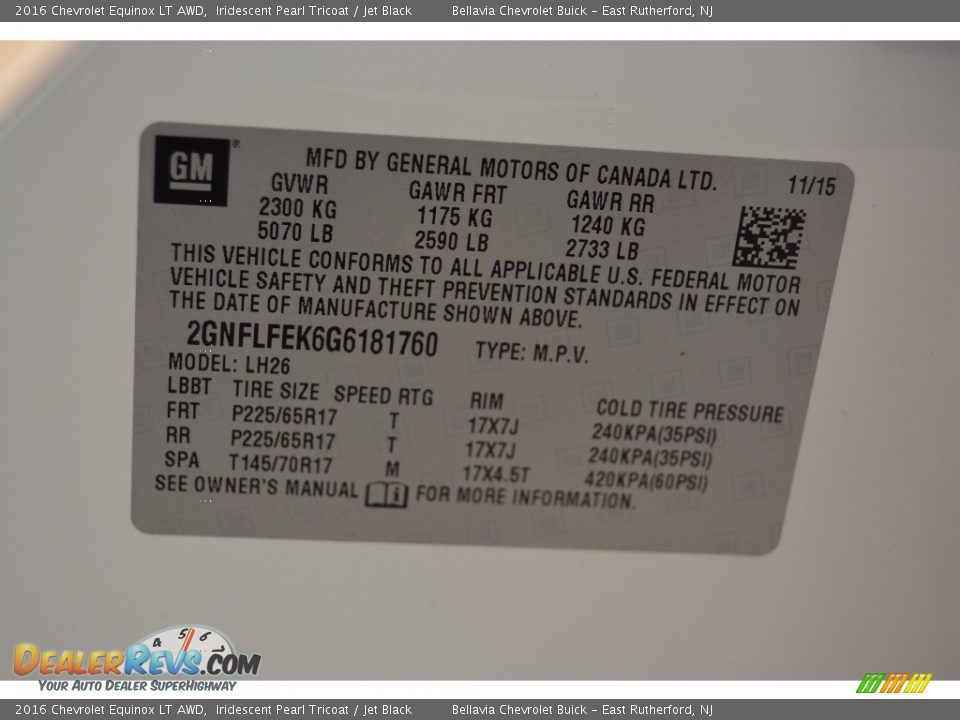 2016 Chevrolet Equinox LT AWD, Iridescent Pearl Tricoat / Jet Black Bellavia Chevrolet Buick – East Rutherford, NJ
GM MFD BY GENERAL MOTORS OF CANADA LTD. 11/15
GVWR GAWR FRT GAWR RR
2300 KG 1175 KG 1240 KG
5070 LB 2590 LB 2733 LB
THIS VEHICLE CONFORMS TO ALL APPLICABLE U.S. FEDERAL MOTOR
VEHICLE SAFETY AND THEFT PREVENTION STANDARDS IN EFFECT ON
THE DATE OF MANUFACTURE SHOWN ABOVE.
2GNFLFEK6G6181760 TYPE: M.P.V.
MODEL: LH26
LBBT TIRE SIZE SPEED RTG RIM COLD TIRE PRESSURE
FRT P225/65R17 T 17X7J 240KPA(35PSI)
RR P225/65R17 T 17X7J 240KPA(35PSI)
SPA T145/70R17 M 17X4.5T 420KPA(60PSI)
SEE OWNER'S MANUAL i FOR MORE INFORMATION.
4 5 6 7
DEALERREVS.COM
YOUR AUTO DEALER SUPERHIGHWAY
2016 Chevrolet Equinox LT AWD, Iridescent Pearl Tricoat / Jet Black Bellavia Chevrolet Buick – East Rutherford, NJ